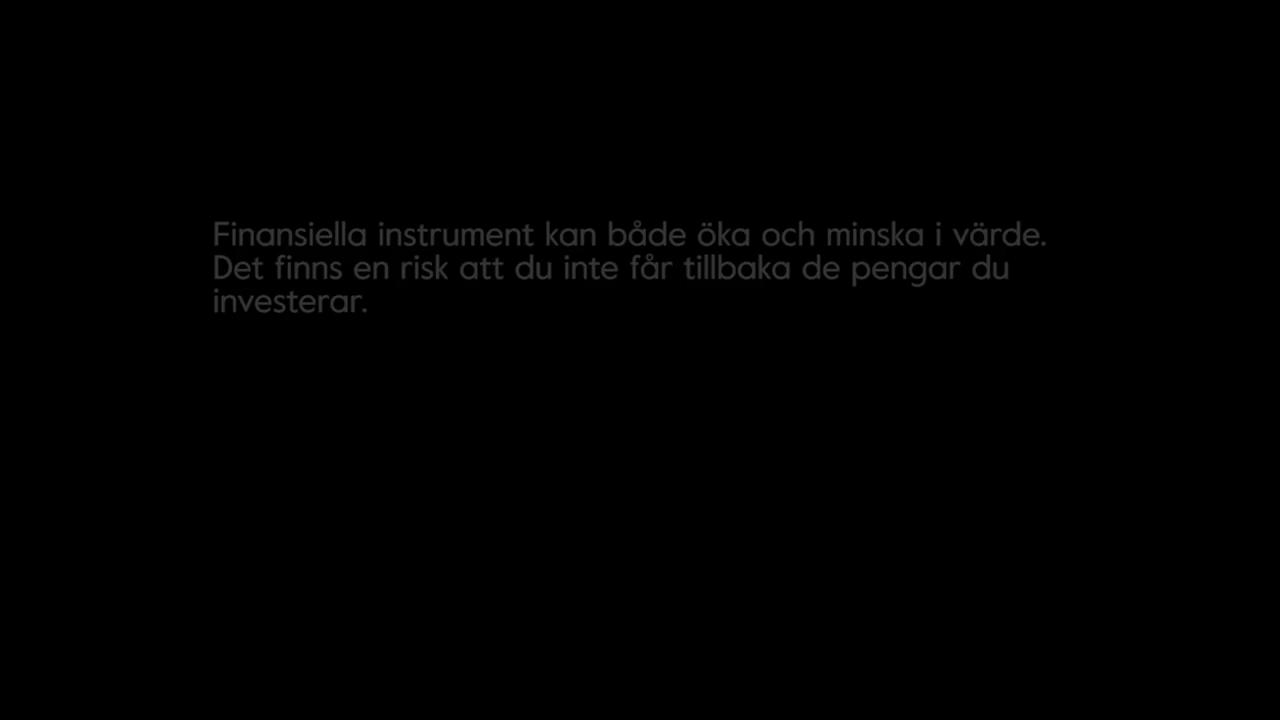 Finansiella instrument kan både öka och minska i värde.
Det finns en risk att du inte får tillbaka de pengar du
investerar.